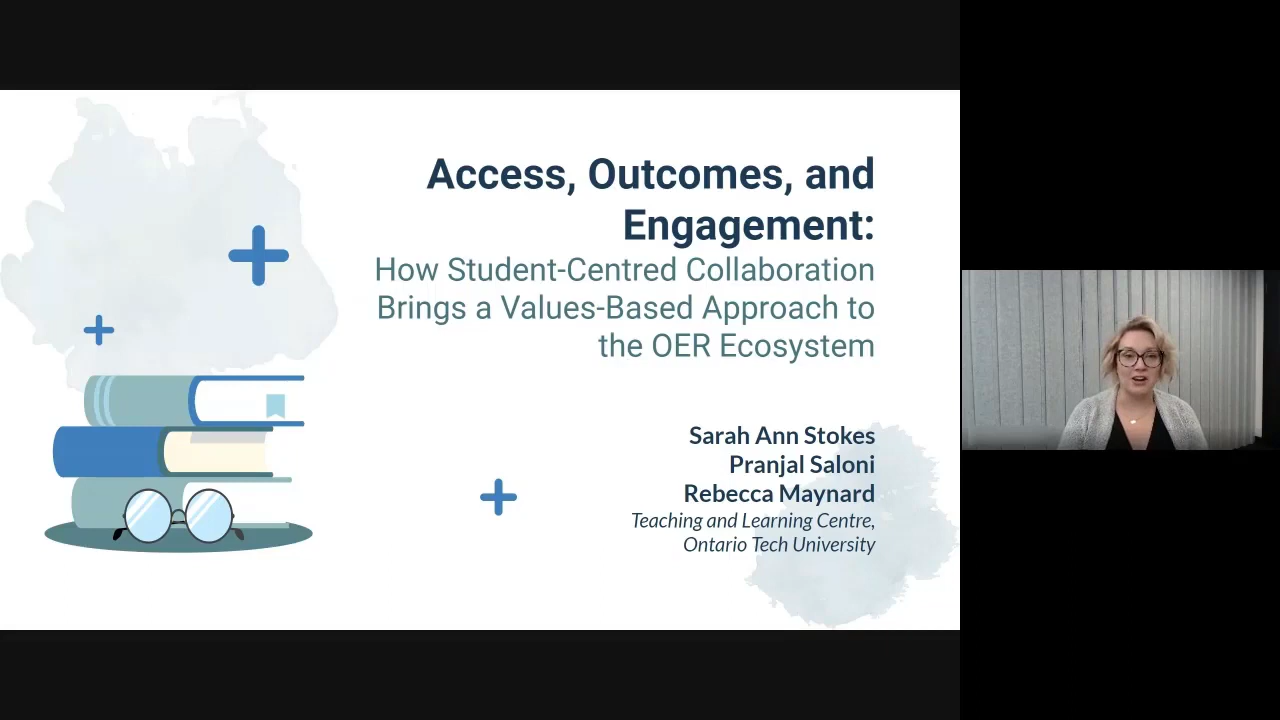 Access, Outcomes, and
Engagement:
How Student-Centred Collaboration
Brings a Values-Based Approach to
the OER Ecosystem
Sarah Ann Stokes
Pranjal Saloni
Rebecca Maynard
Teaching and Learning Centre,
Ontario Tech University